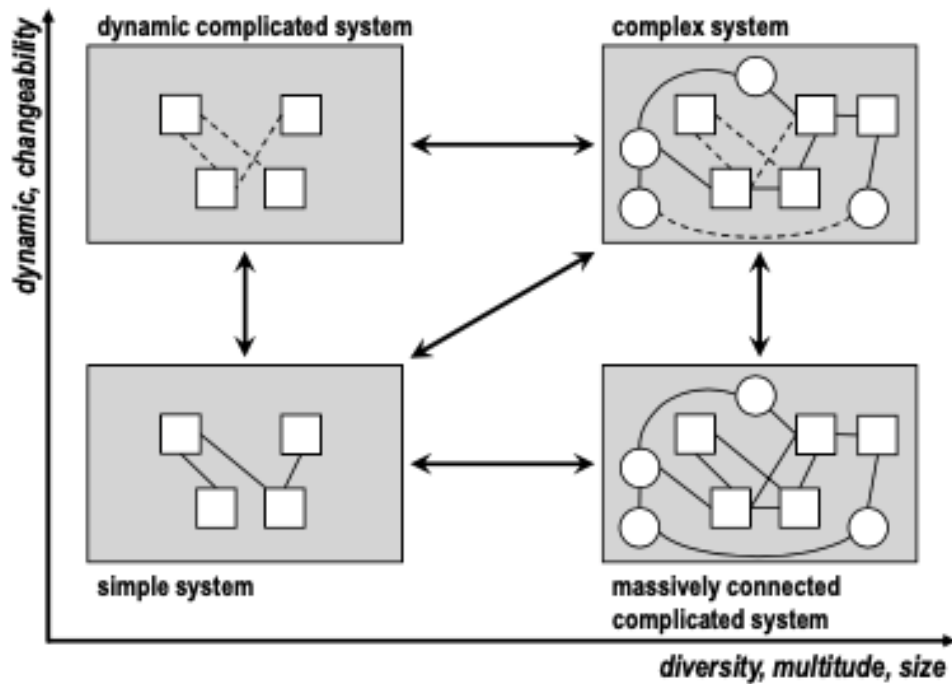 dynamic, changeability
dynamic complicated system
complex system
simple system
massively connected
complicated system
diversity, multitude, size